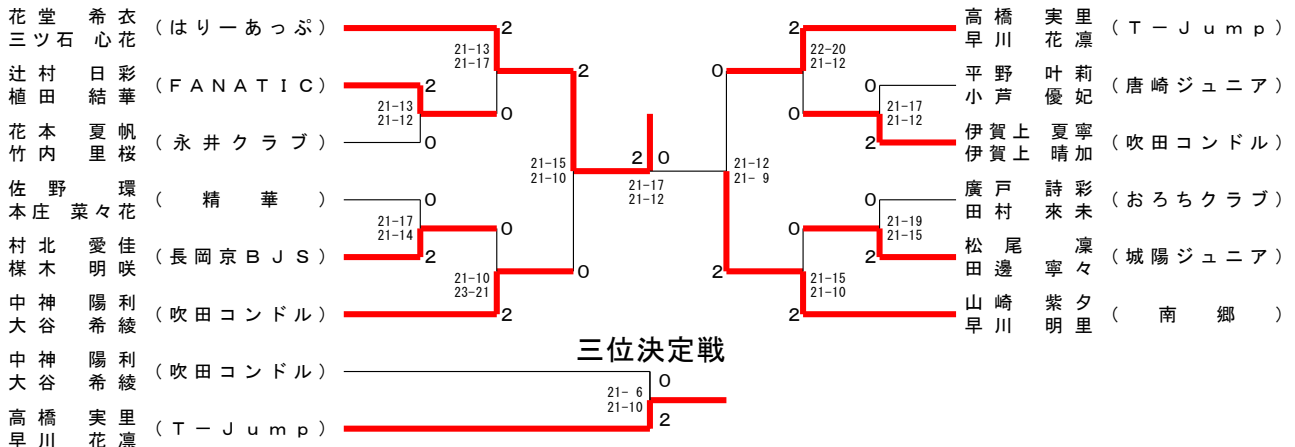 花堂 希衣
三ツ石 心花
(はりーあっぷ)
2
21-13
21-17
辻村 日彩
植田 結華
(FANATIC)
2
21-13
21-12
0
花本 夏帆
竹内 里桜
(永井クラブ)
0
2
21-15
21-10
佐野 環
本庄 菜々花
(精華)
0
21-17
21-14
0
村北 愛佳
楳木 明咲
(長岡京BJS)
2
21-10
23-21
0
中神 陽利
大谷 希綾
(吹田コンドル)
2
2 0
21-17
21-12
高橋 実里
早川 花凛
(T-Jump)
2
22-20
21-12
0
平野 叶莉
小芦 優妃
(唐崎ジュニア)
0
21-17
21-12
0
伊賀上 夏寧
伊賀上 晴加
(吹田コンドル)
2
21-12
21- 9
廣戸 詩彩
田村 來未
(おろちクラブ)
0
21-19
21-15
0
松尾 凜
田邊 寧々
(城陽ジュニア)
2
21-15
21-10
2
山崎 紫夕
早川 明里
(南郷)
2
三位決定戦
中神 陽利
大谷 希綾
(吹田コンドル)
0
21- 6
21-10
高橋 実里
早川 花凛
(T-Jump)
2